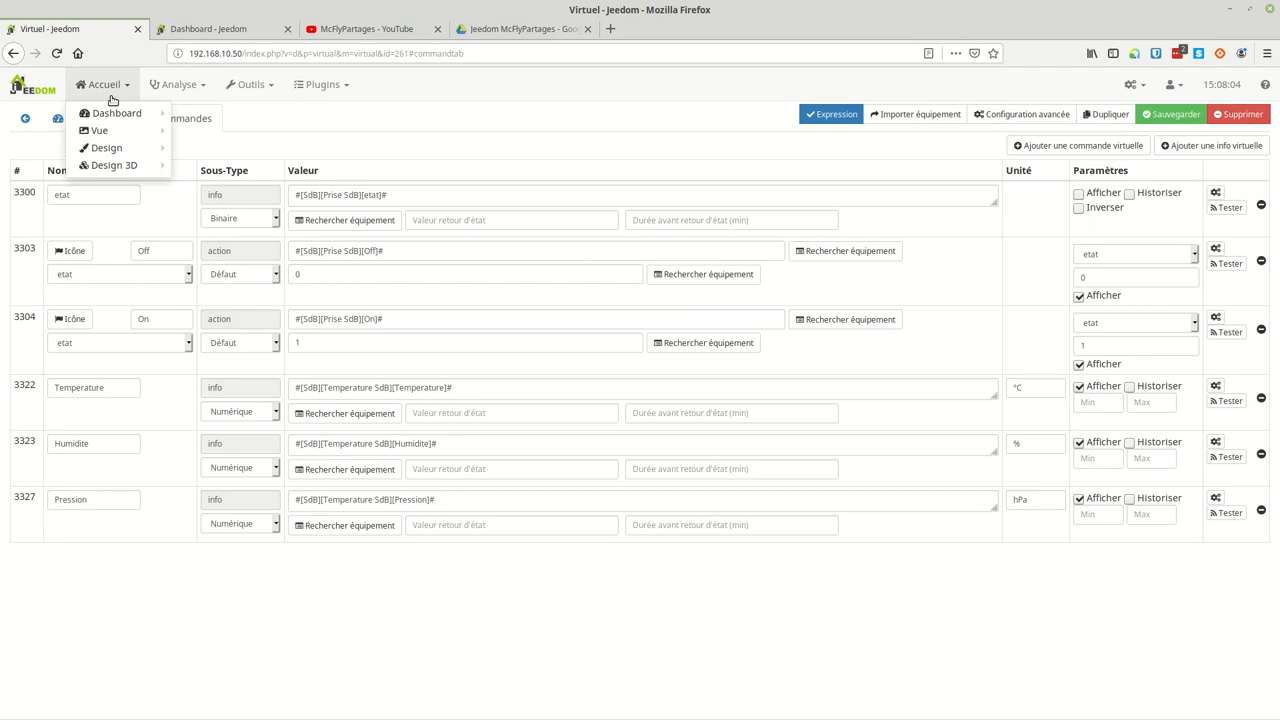 Virtuel - Jeedom - Mozilla Firefox
Virtuel - Jeedom
Dashboard - Jeedom
McFlyPartages - YouTube
Jeedom McFlyPartages - Goo
192.168.10.50/index.php?v=d&p=virtual&m=virtual&id=261#commandtab
2
JEEDOM
Accueil
Analyse
Outils
Plugins
15:08:04
Dashboard
Vue
Design
Design 3D
mmandes
Expression
Importer équipement
Configuration avancée
Dupliquer
Sauvegarder
Supprimer
Ajouter une commande virtuelle
Ajouter une info virtuelle
# Nom Sous-Type Valeur Unité Paramètres
3300 etat info #[SdB][Prise SdB][etat]# Afficher Historiser
Inverser Tester
Binaire Rechercher équipement Valeur retour d'état Durée avant retour d'état (min)
3303 Icône Off action #[SdB][Prise SdB][Off]# Rechercher équipement etat
Tester
etat Défaut 0 Rechercher équipement 0
Afficher
3304 Icône On action #[SdB][Prise SdB][On]# Rechercher équipement etat
Tester
etat Défaut 1 Rechercher équipement 1
Afficher
3322 Temperature info #[SdB][Temperature SdB][Temperature]# °C Afficher Historiser
Numérique Rechercher équipement Valeur retour d'état Durée avant retour d'état (min) Min Max Tester
3323 Humidite info #[SdB][Temperature SdB][Humidite]# % Afficher Historiser
Numérique Rechercher équipement Valeur retour d'état Durée avant retour d'état (min) Min Max Tester
3327 Pression info #[SdB][Temperature SdB][Pression]# hPa Afficher Historiser
Numérique Rechercher équipement Valeur retour d'état Durée avant retour d'état (min) Min Max Tester